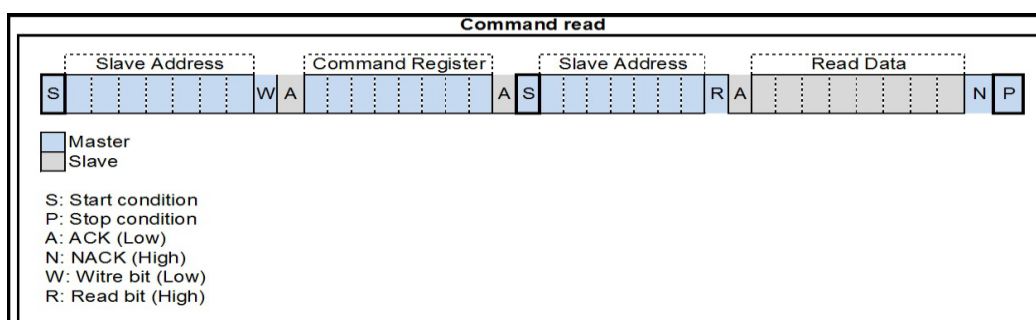 Command read
Slave Address Command Register Slave Address Read Data
S W A A S R A N P
Master
Slave
S: Start condition
P: Stop condition
A: ACK (Low)
N: NACK (High)
W: Witre bit (Low)
R: Read bit (High)